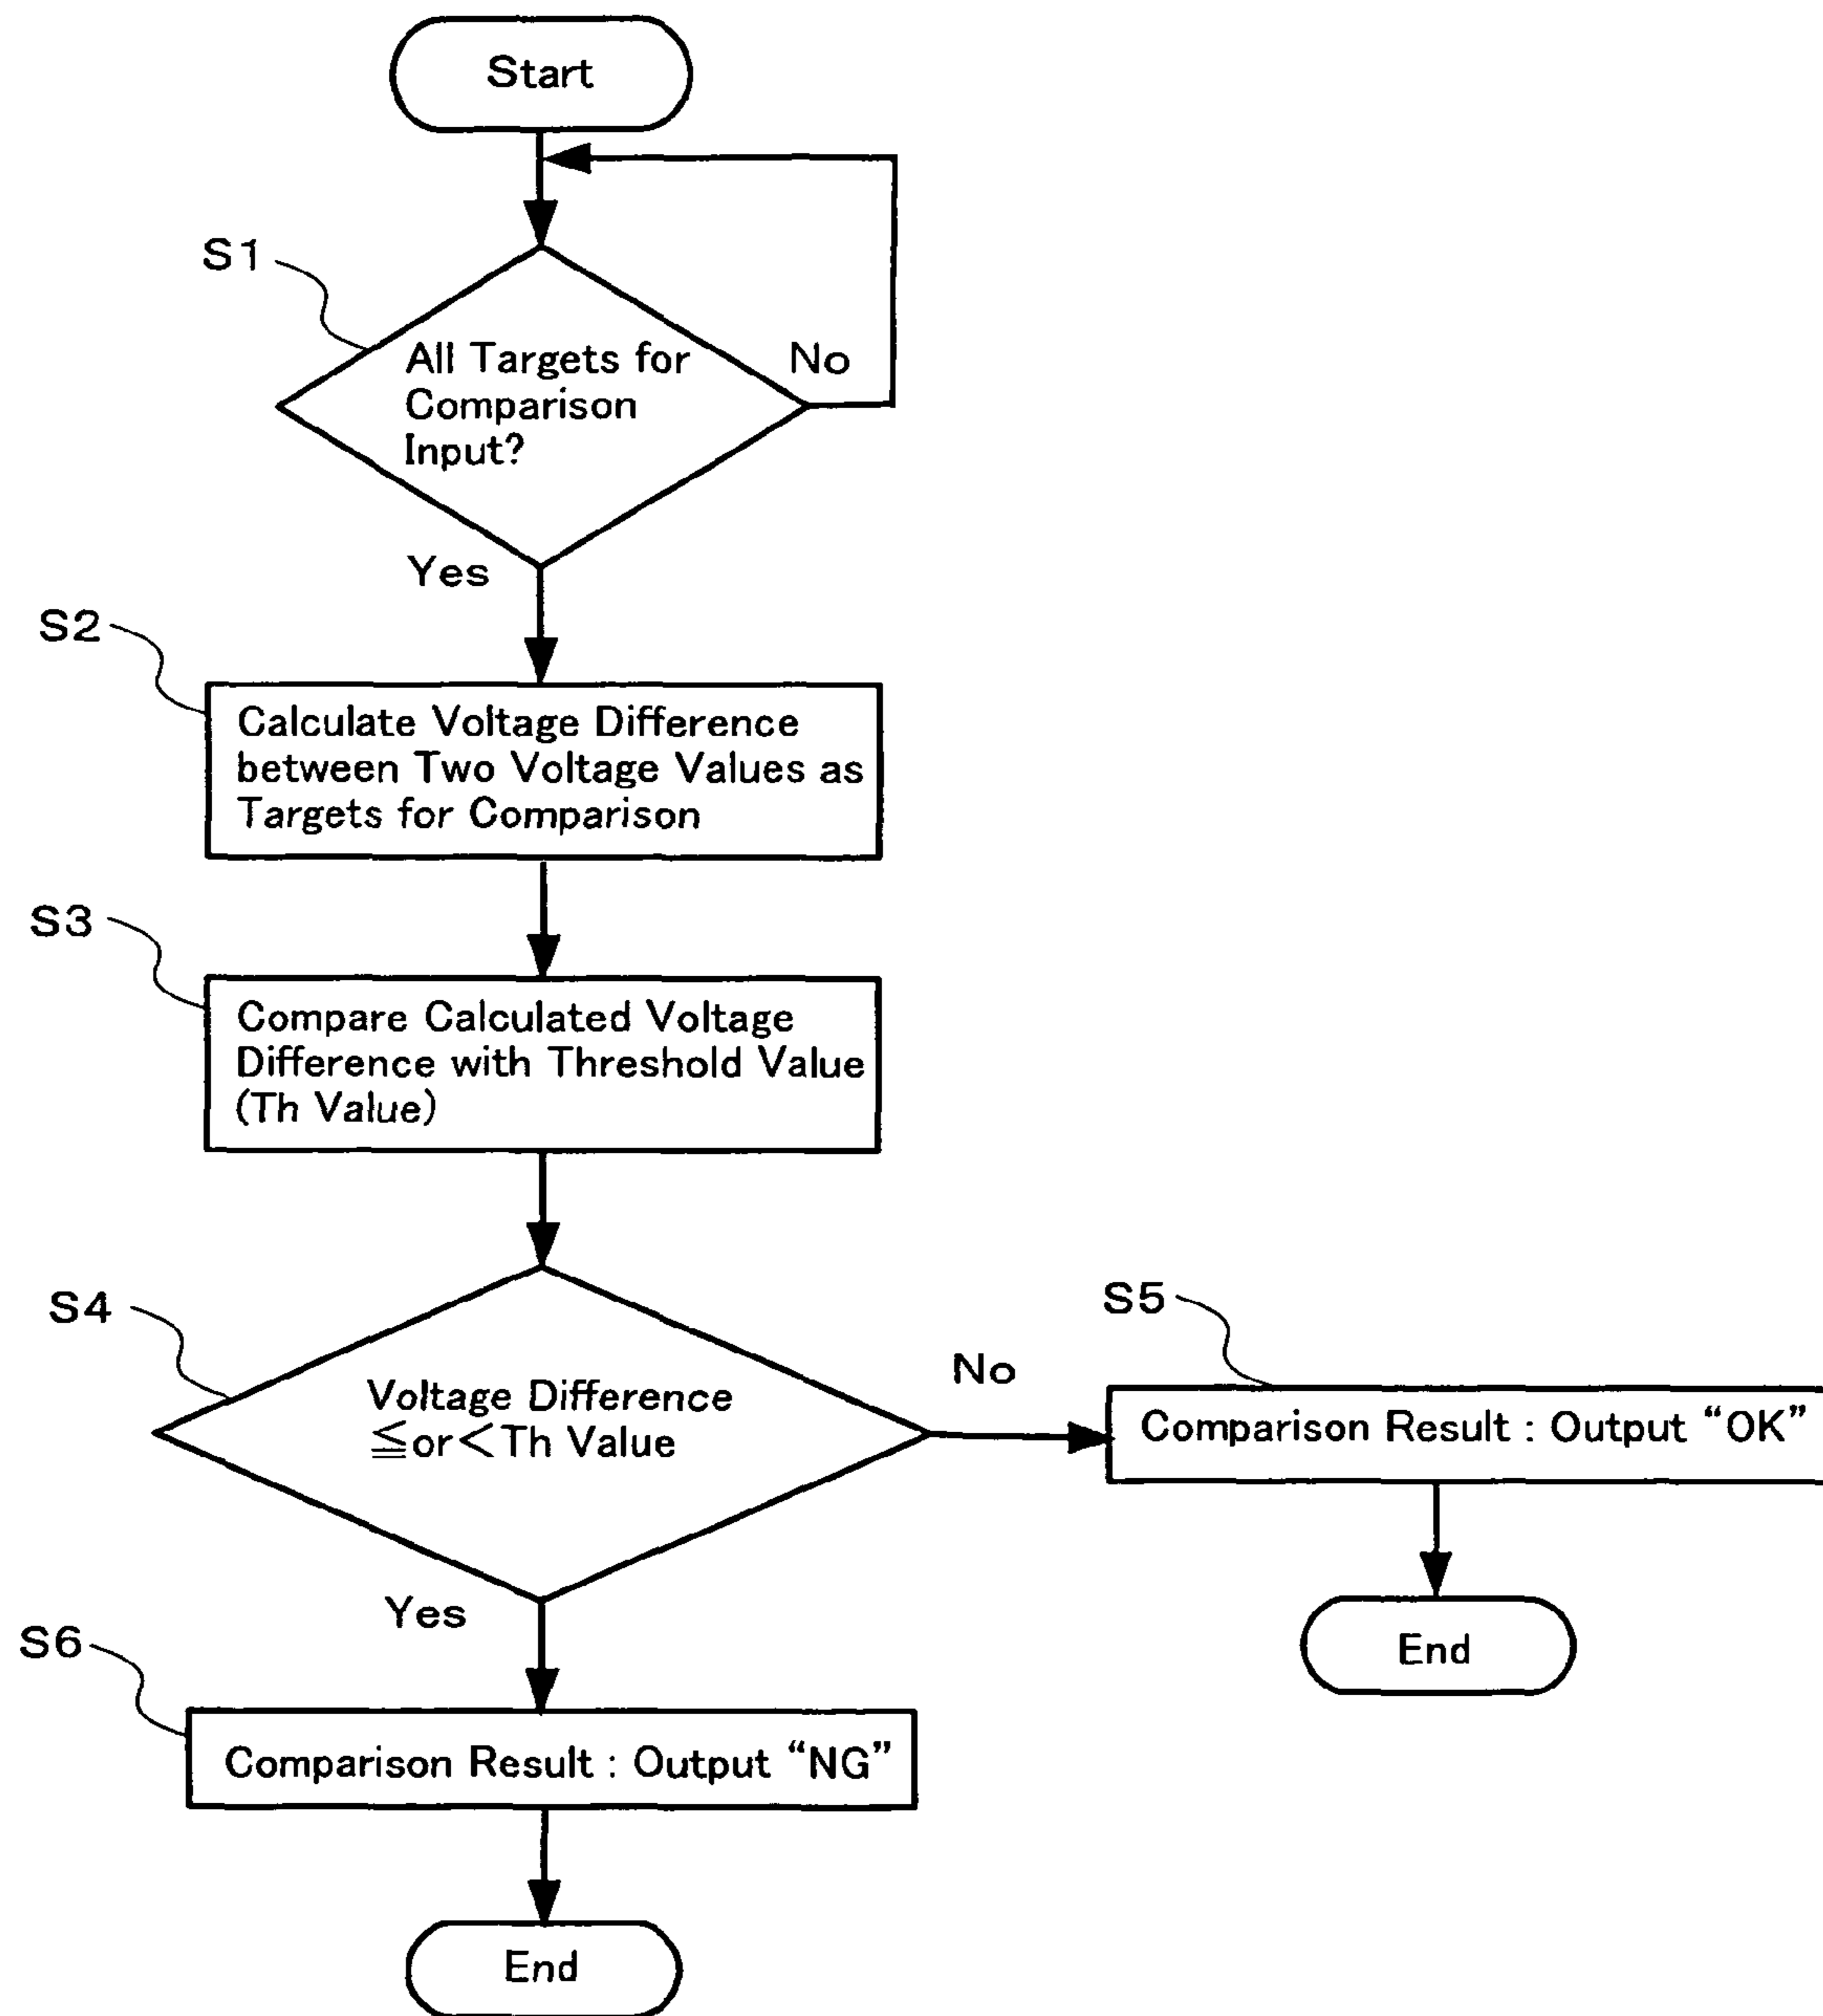 Start
S1
All Targets for
Comparison
Input?
No
Yes
S2
Calculate Voltage Difference
between Two Voltage Values as
Targets for Comparison
S3
Compare Calculated Voltage
Difference with Threshold Value
(Th Value)
S4
Voltage Difference
≦or<Th Value
No
S5
Comparison Result : Output “OK”
End
Yes
S6
Comparison Result : Output “NG”
End